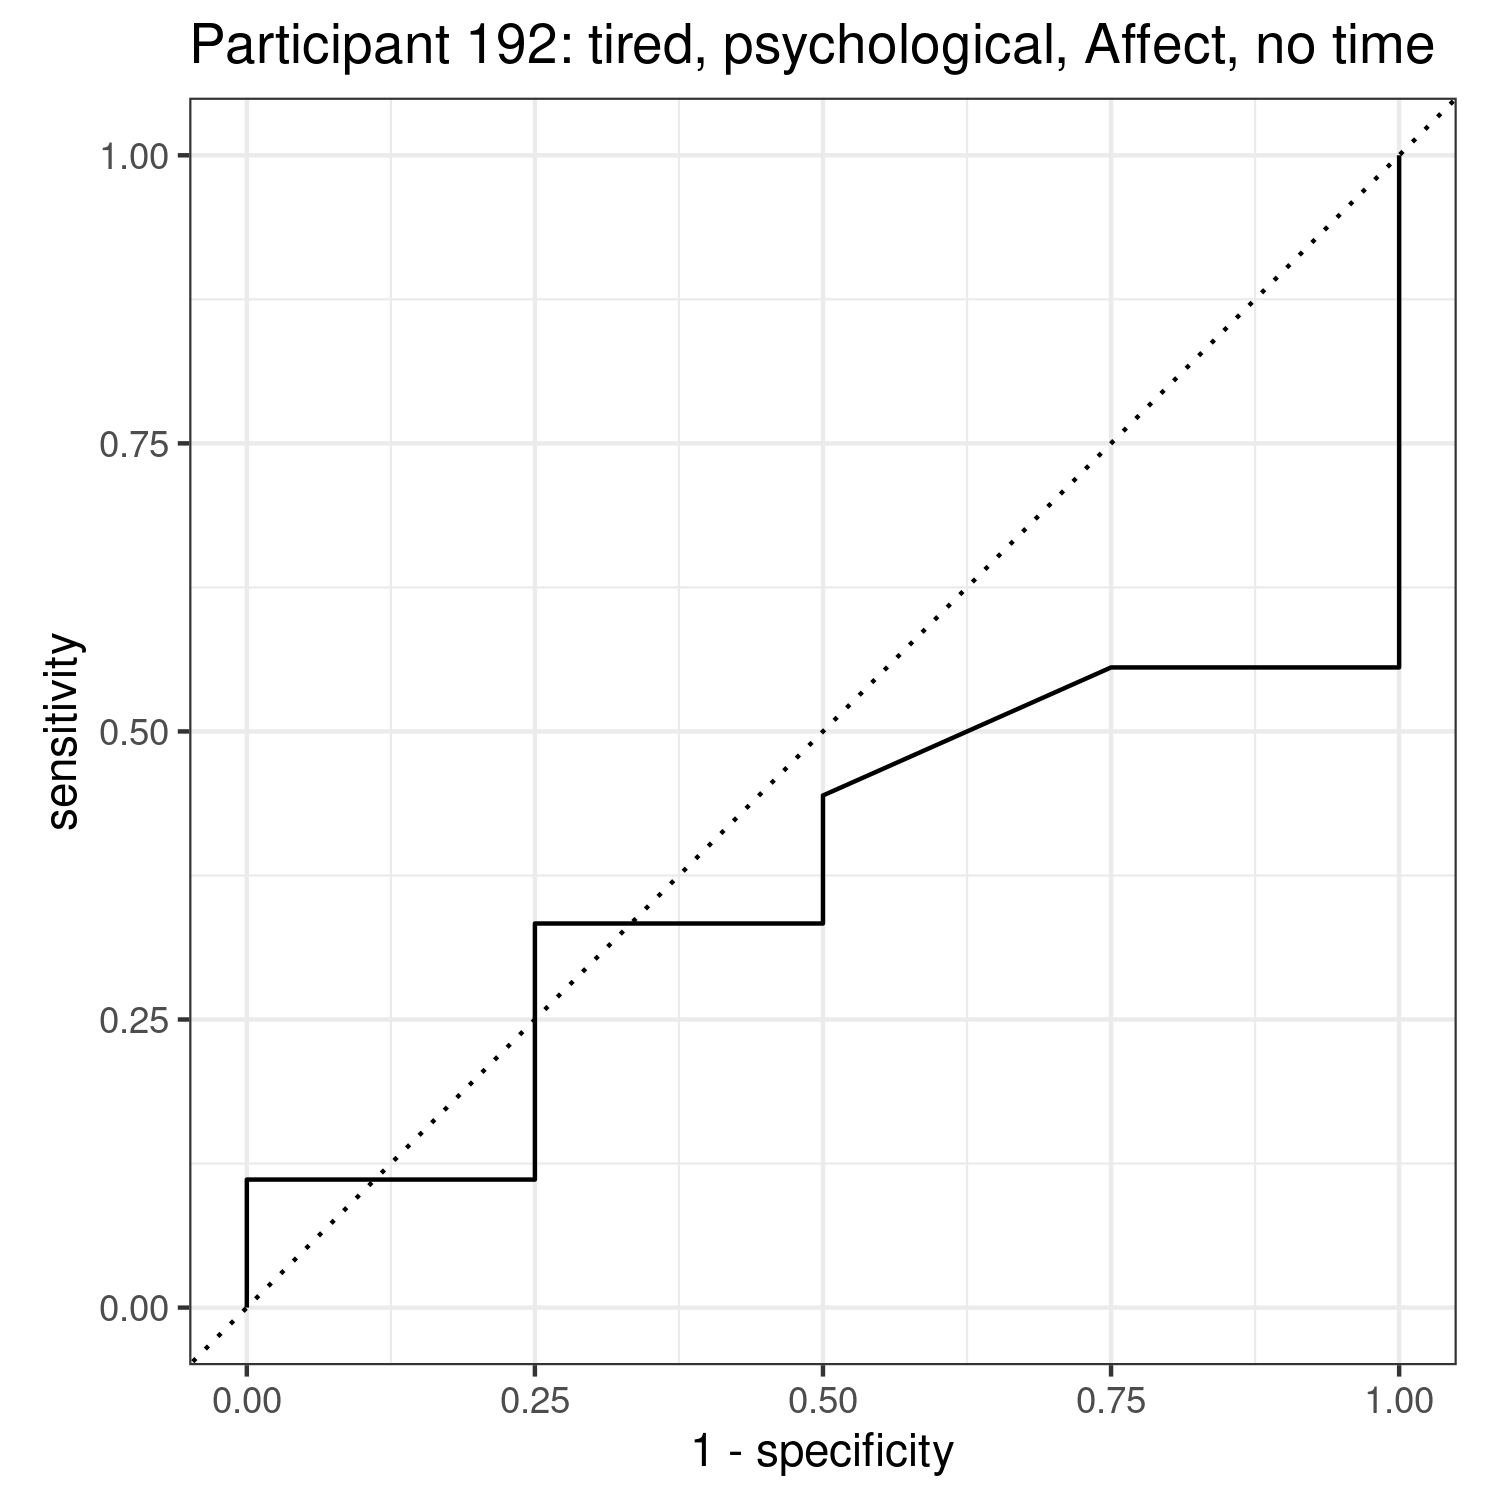 Participant 192: tired, psychological, Affect, no time
1.00
0.75
0.50
0.25
0.00
sensitivity
0.00 0.25 0.50 0.75 1.00
1 - specificity